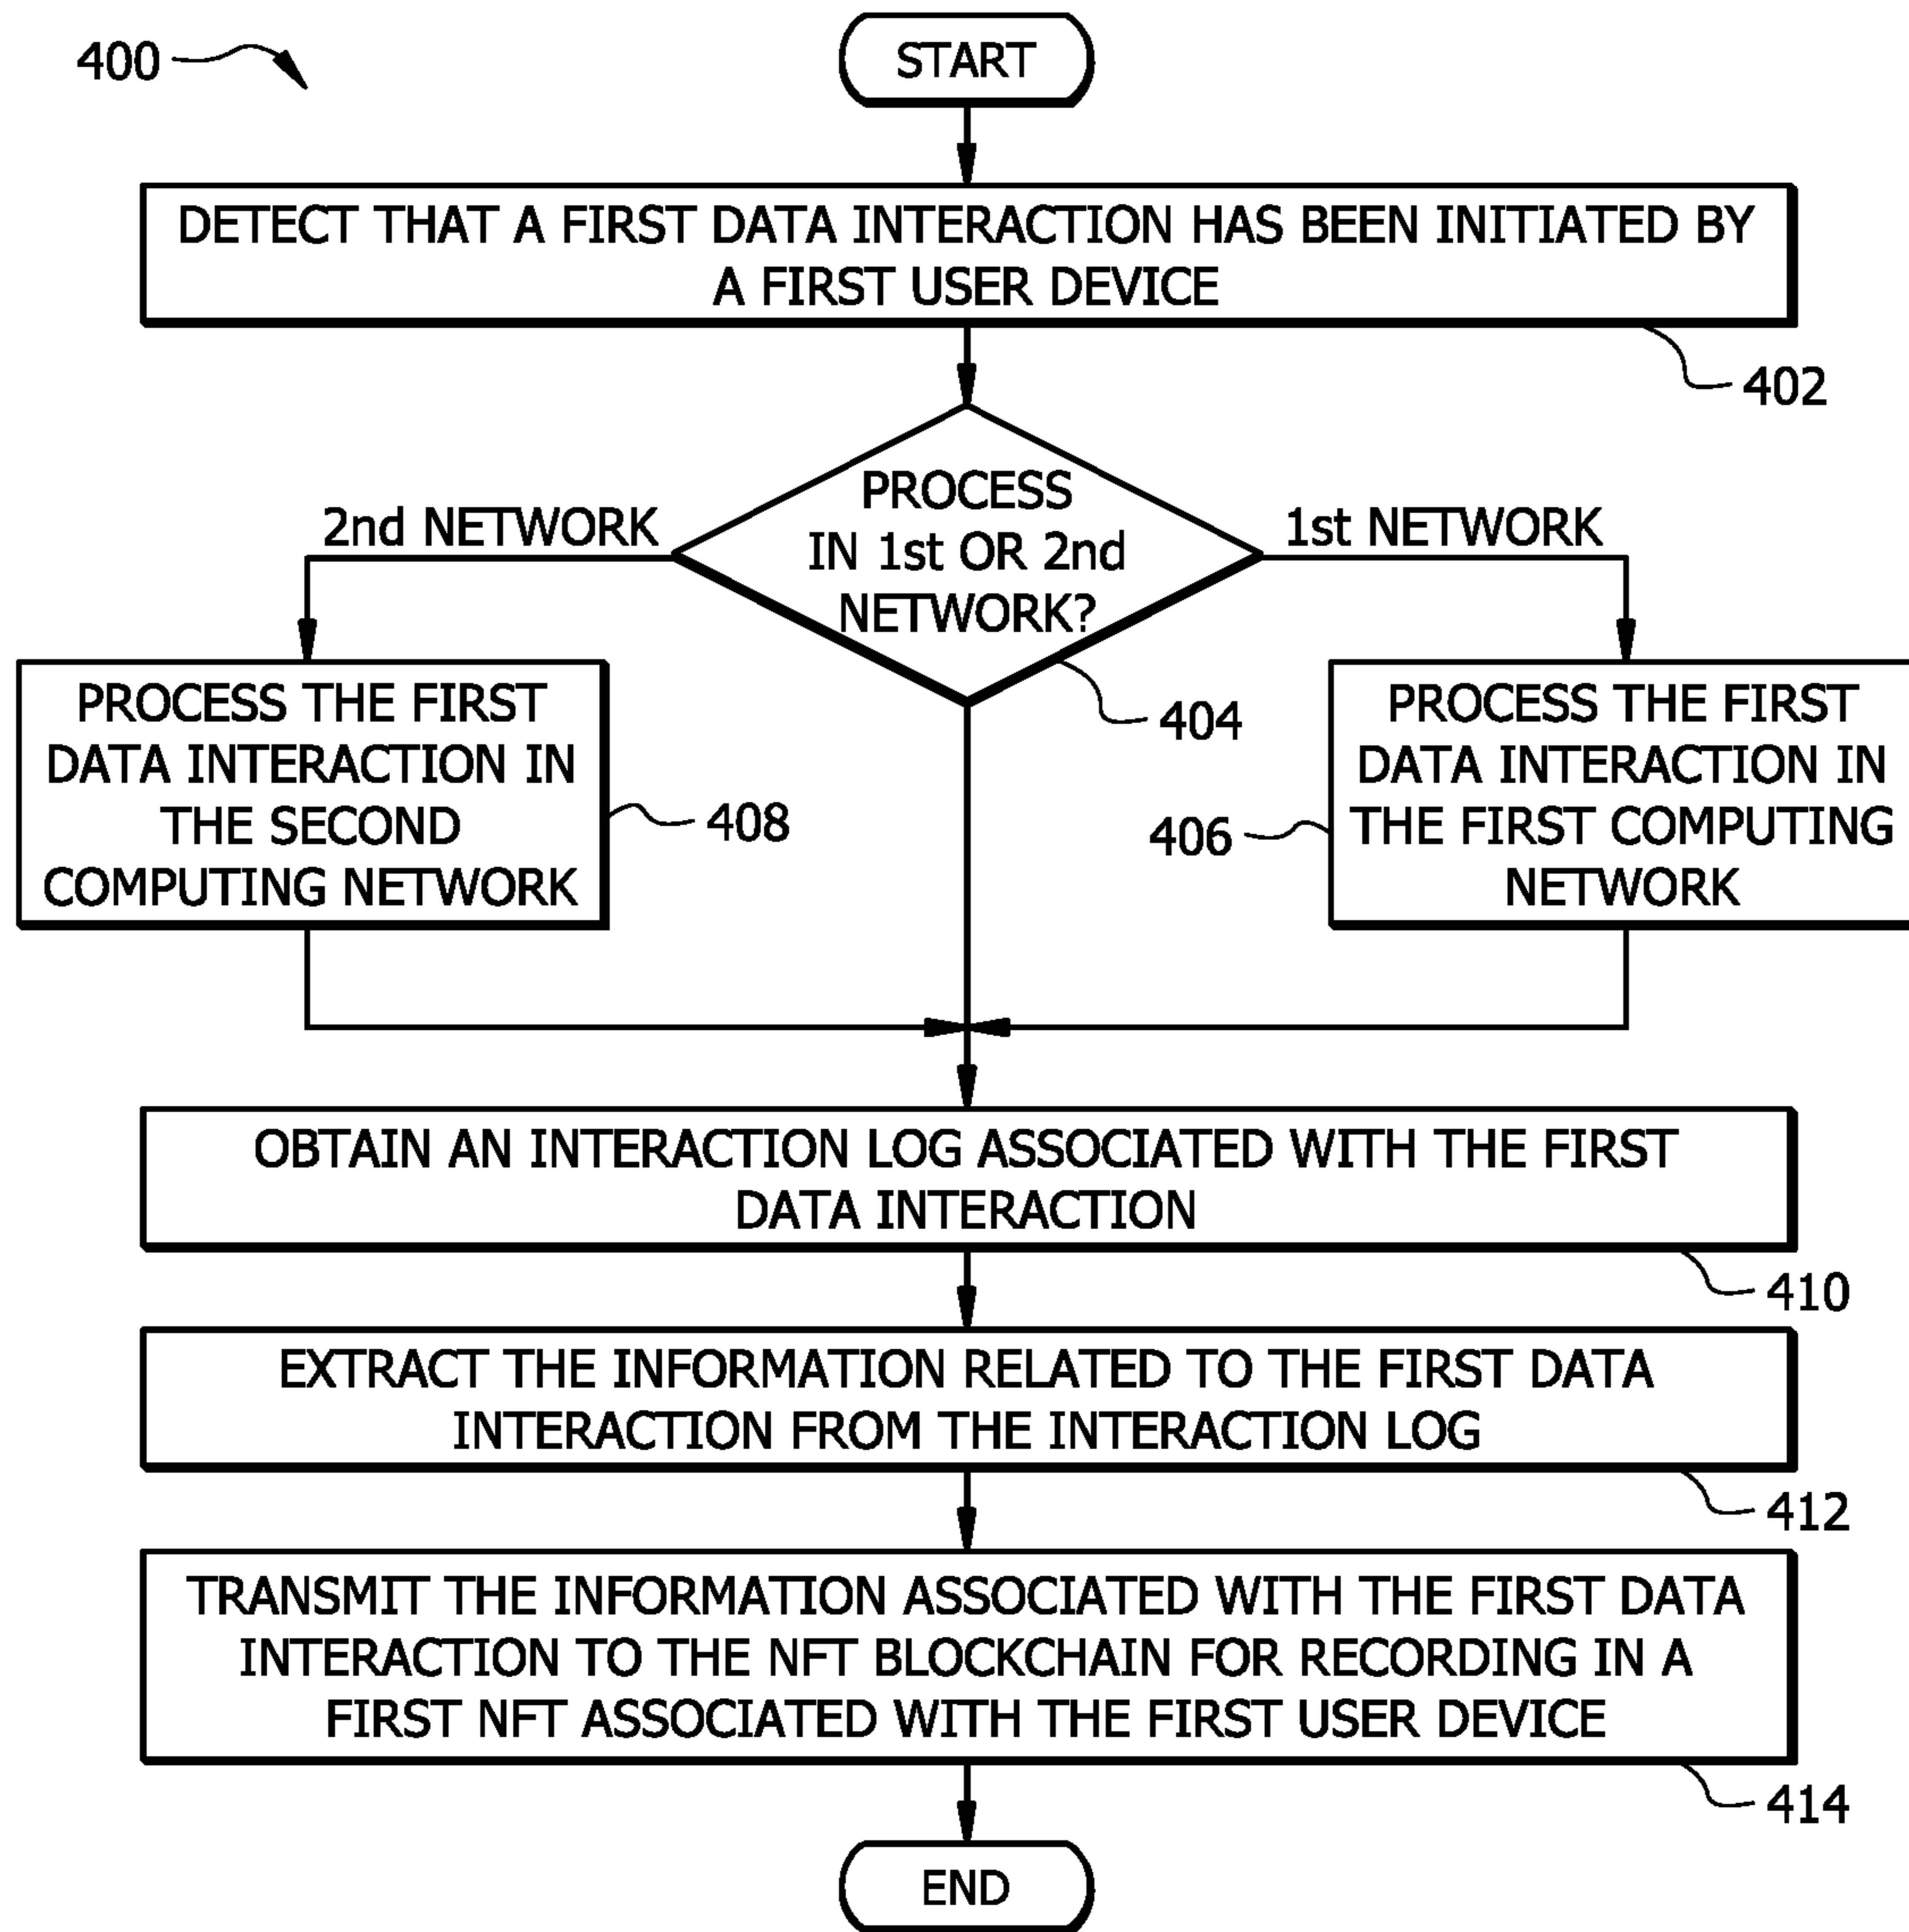 400
START
DETECT THAT A FIRST DATA INTERACTION HAS BEEN INITIATED BY
A FIRST USER DEVICE
402
PROCESS
IN 1st OR 2nd
NETWORK?
2nd NETWORK
1st NETWORK
404
PROCESS THE FIRST
DATA INTERACTION IN
THE SECOND
COMPUTING NETWORK
408
PROCESS THE FIRST
DATA INTERACTION IN
THE FIRST COMPUTING
NETWORK
406
OBTAIN AN INTERACTION LOG ASSOCIATED WITH THE FIRST
DATA INTERACTION
410
EXTRACT THE INFORMATION RELATED TO THE FIRST DATA
INTERACTION FROM THE INTERACTION LOG
412
TRANSMIT THE INFORMATION ASSOCIATED WITH THE FIRST DATA
INTERACTION TO THE NFT BLOCKCHAIN FOR RECORDING IN A
FIRST NFT ASSOCIATED WITH THE FIRST USER DEVICE
414
END